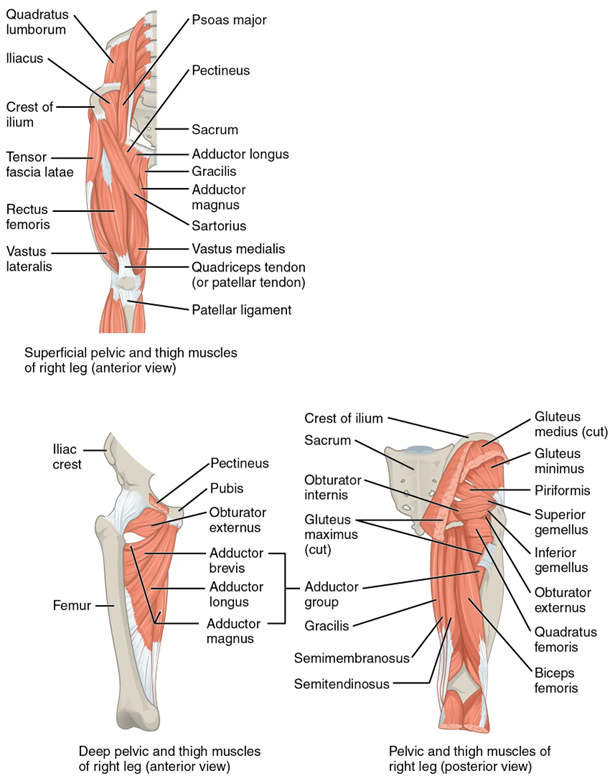 Quadratus
lumborum
Psoas major
Iliacus
Pectineus
Crest of
ilium
Sacrum
Tensor
fascia latae
Adductor longus
Gracilis
Adductor
magnus
Rectus
femoris
Sartorius
Vastus
lateralis
Vastus medialis
Quadriceps tendon
(or patellar tendon)
Patellar ligament
Superficial pelvic and thigh muscles
of right leg (anterior view)
Iliac
crest
Pectineus
Pubis
Obturator
externus
Adductor
brevis
Adductor
longus
Femur
Adductor
magnus
Adductor
group
Deep pelvic and thigh muscles
of right leg (anterior view)
Crest of ilium
Sacrum
Obturator
internis
Gluteus
maximus
(cut)
Gracilis
Semimembranosus
Semitendinosus
Gluteus
medius (cut)
Gluteus
minimus
Piriformis
Superior
gemellus
Inferior
gemellus
Obturator
externus
Quadratus
femoris
Biceps
femoris
Pelvic and thigh muscles of
right leg (posterior view)